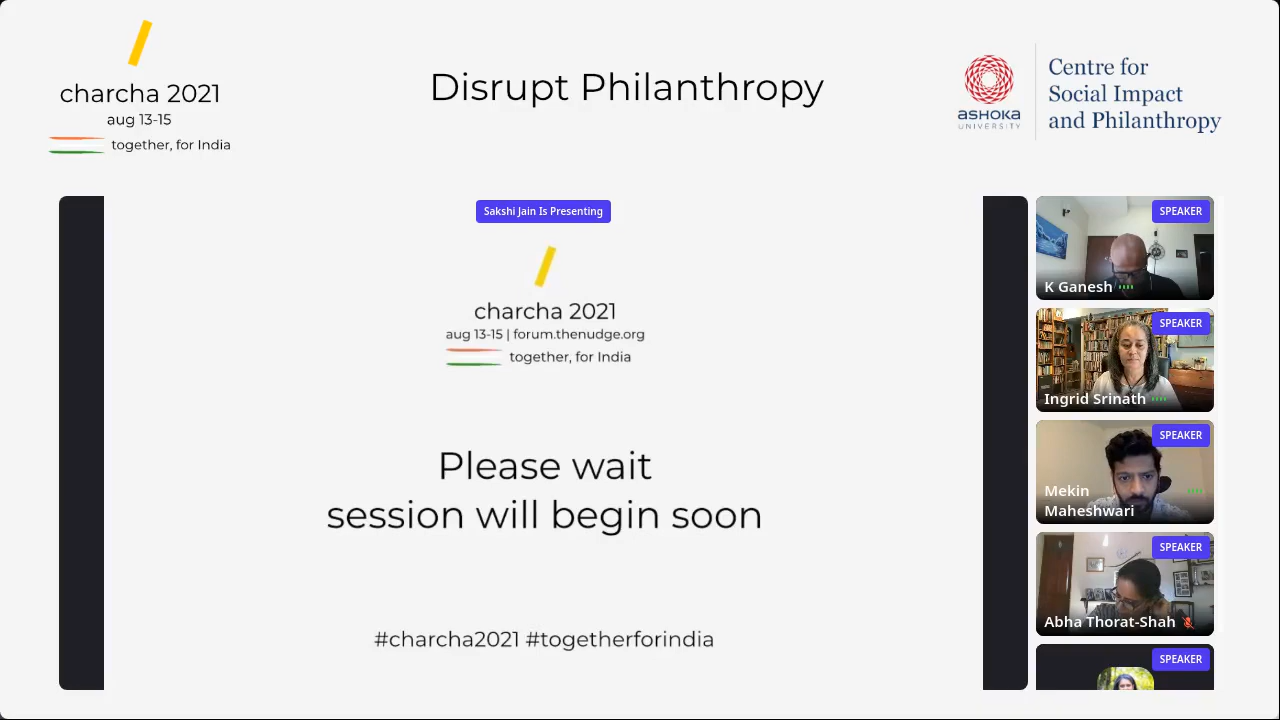 charcha 2021
aug 13-15
together, for India
Disrupt Philanthropy
ASHOKA
UNIVERSITY
Centre for
Social Impact
and Philanthropy
Sakshi Jain Is Presenting
charcha 2021
aug 13-15 | forum.thenudge.org
together, for India
Please wait
session will begin soon
#charcha2021 #togetherforindia
SPEAKER
K Ganesh
SPEAKER
Ingrid Srinath
SPEAKER
Mekin
Maheshwari
SPEAKER
Abha Thorat-Shah
SPEAKER